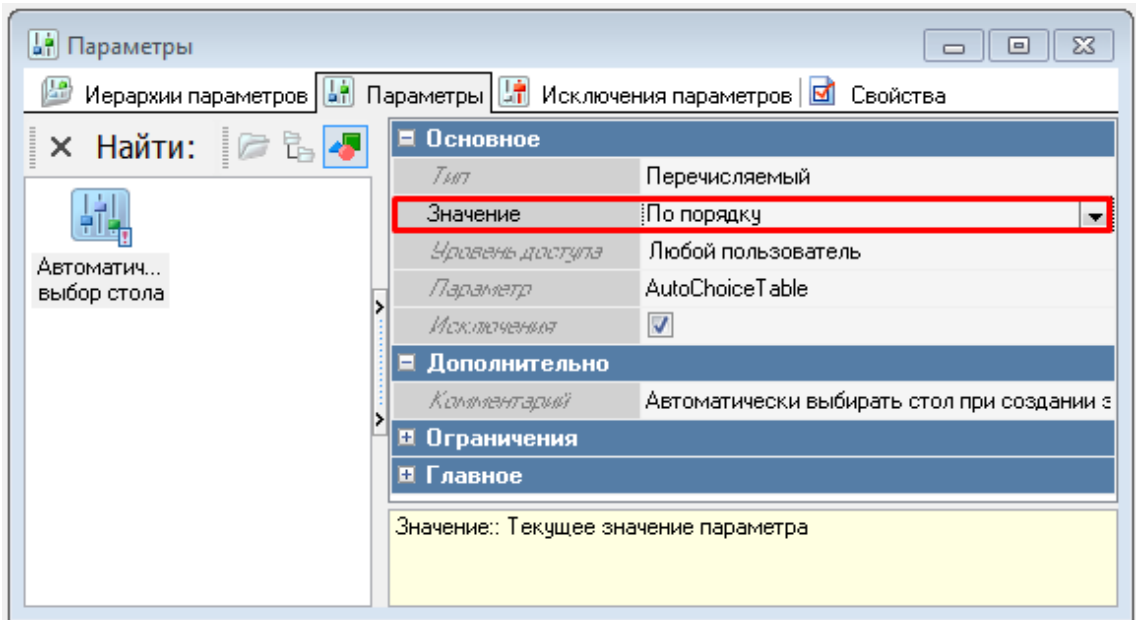 Параметры
Иерархии параметров Параметры Исключения параметров Свойства
Найти:
Автоматич...
выбор стола
Основное
Тип Перечисляемый
Значение По порядку
Уровень доступа Любой пользователь
Параметр AutoChoiceTable
Исключения
Дополнительно
Комментарий Автоматически выбирать стол при создании з
Ограничения
Главное
Значение:: Текущее значение параметра